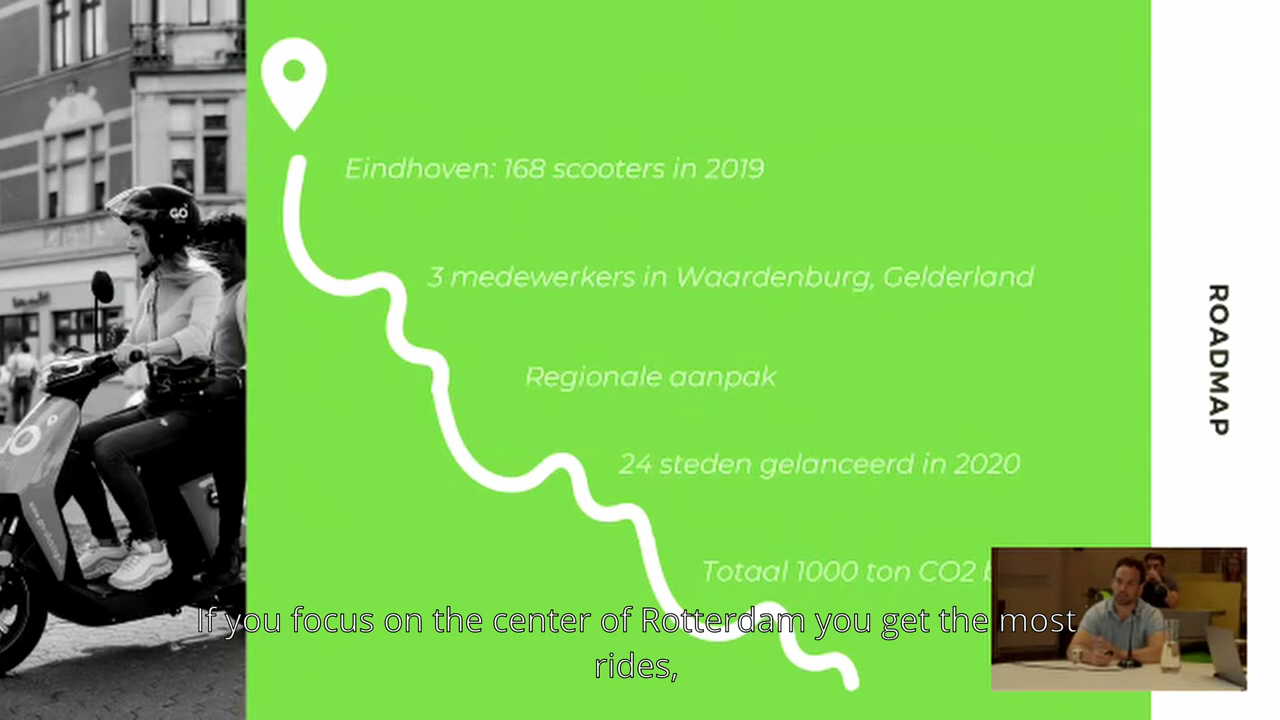 GO
Eindhoven: 168 scooters in 2019
3 medewerkers in Waardenburg, Gelderland
Regionale aanpak
24 steden gelanceerd in 2020
Totaal 1000 ton CO2
ROADMAP
If you focus on the center of Rotterdam you get the most
rides,